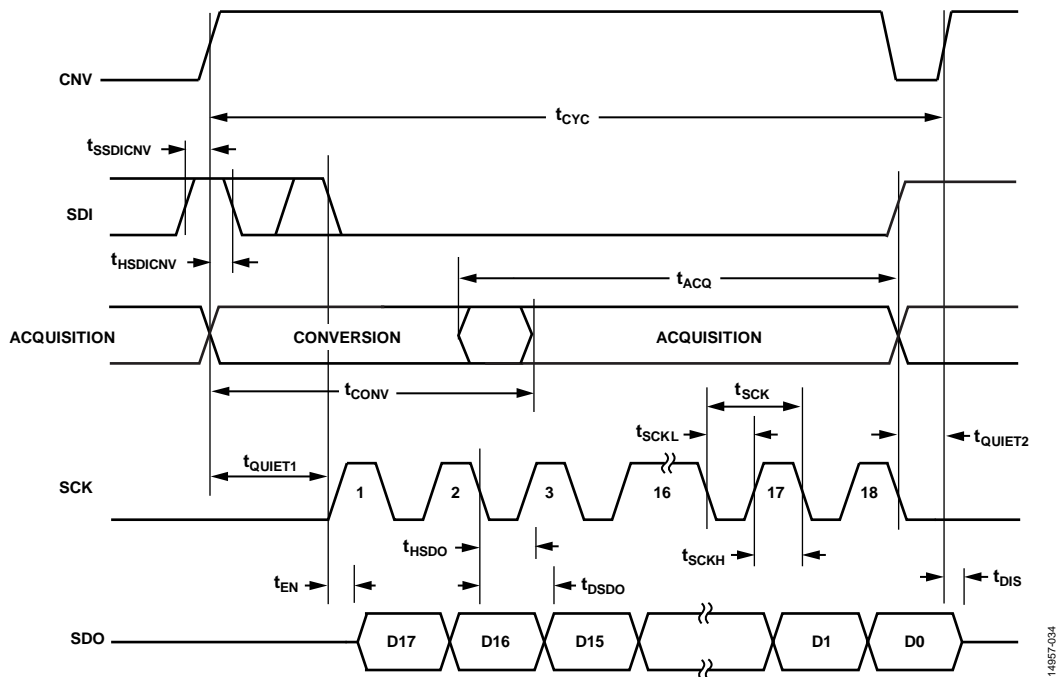 CNV
tCYC
tSSDICNV
SDI
tHSDICNV
tACQ
ACQUISITION
CONVERSION
ACQUISITION
tCONV
tSCK
tSCKL
tQUIET2
tQUIET1
SCK
1
2
3
16
17
18
tHSDO
tSCKH
tEN
tDSDO
tDIS
SDO
D17
D16
D15
D1
D0
14957-034